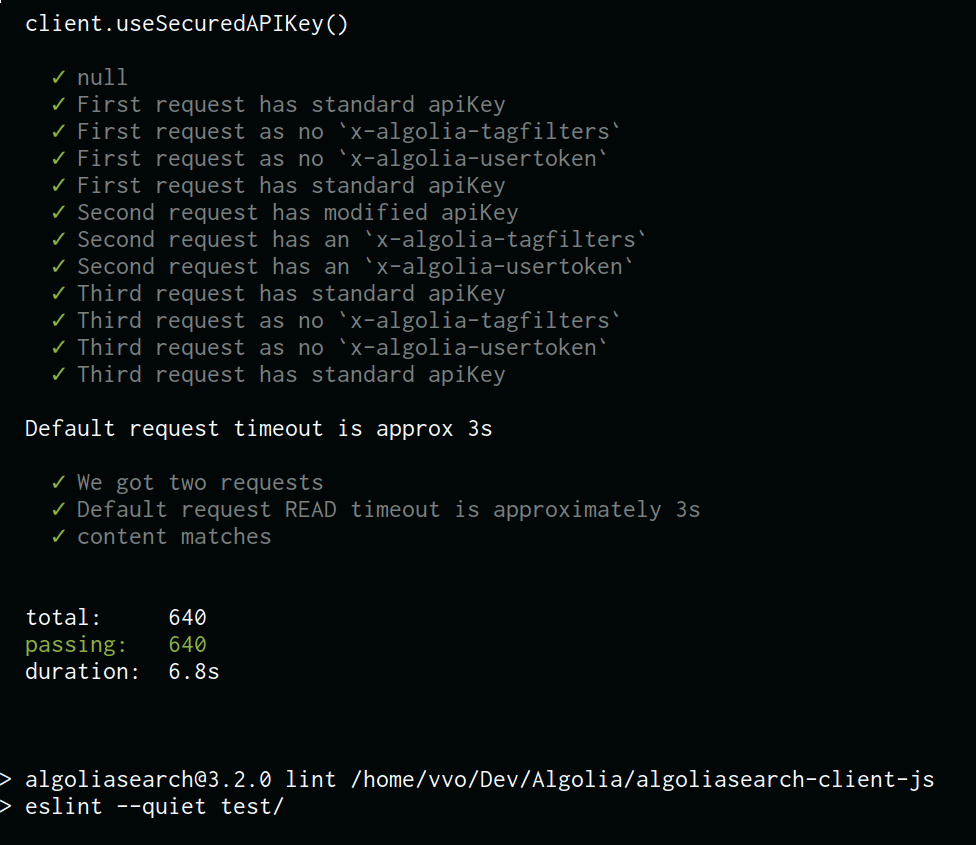 client.useSecuredAPIKey()
✓ null
✓ First request has standard apiKey
✓ First request as no `x-algolia-tagfilters`
✓ First request as no `x-algolia-usertoken`
✓ First request has standard apiKey
✓ Second request has modified apiKey
✓ Second request has an `x-algolia-tagfilters`
✓ Second request has an `x-algolia-usertoken`
✓ Third request has standard apiKey
✓ Third request as no `x-algolia-tagfilters`
✓ Third request as no `x-algolia-usertoken`
✓ Third request has standard apiKey
Default request timeout is approx 3s
✓ We got two requests
✓ Default request READ timeout is approximately 3s
✓ content matches
total: 640
passing: 640
duration: 6.8s
> algoliasearch@3.2.0 lint /home/vvo/Dev/Algolia/algoliasearch-client-js
> eslint --quiet test/